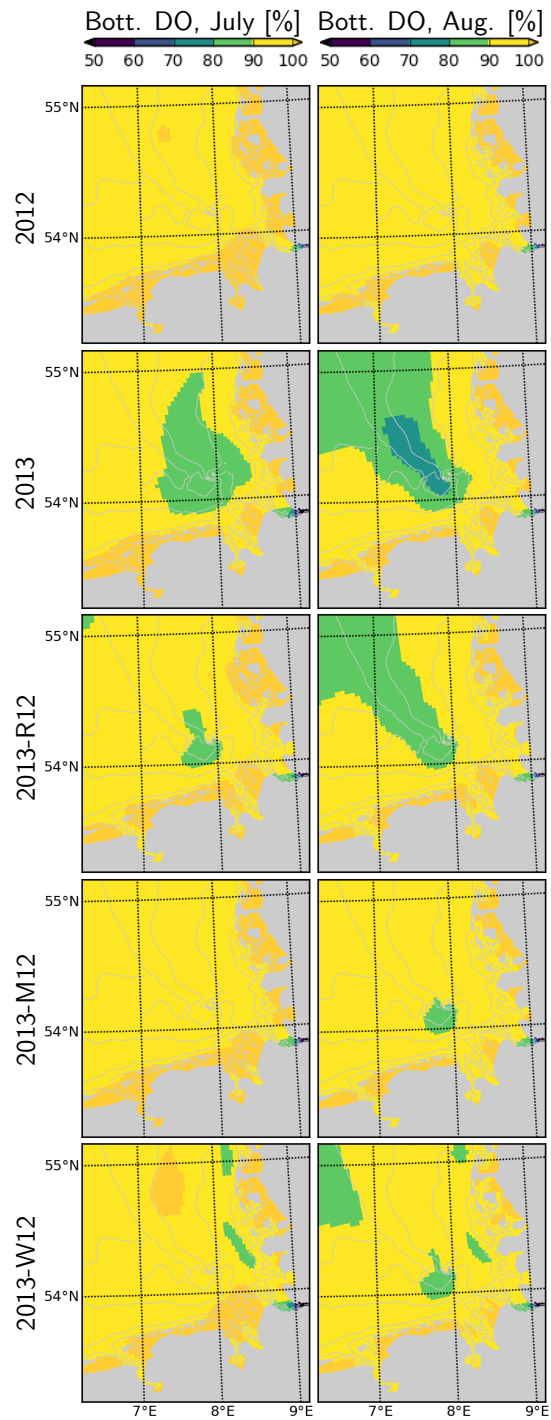 Bott. DO, July [%] Bott. DO, Aug. [%]
50 60 70 80 90 100 50 60 70 80 90 100
55°N
2012
54°N
55°N
2013
54°N
55°N
2013-R12
54°N
55°N
2013-M12
54°N
55°N
2013-W12
54°N
7°E 8°E 9°E 7°E 8°E 9°E